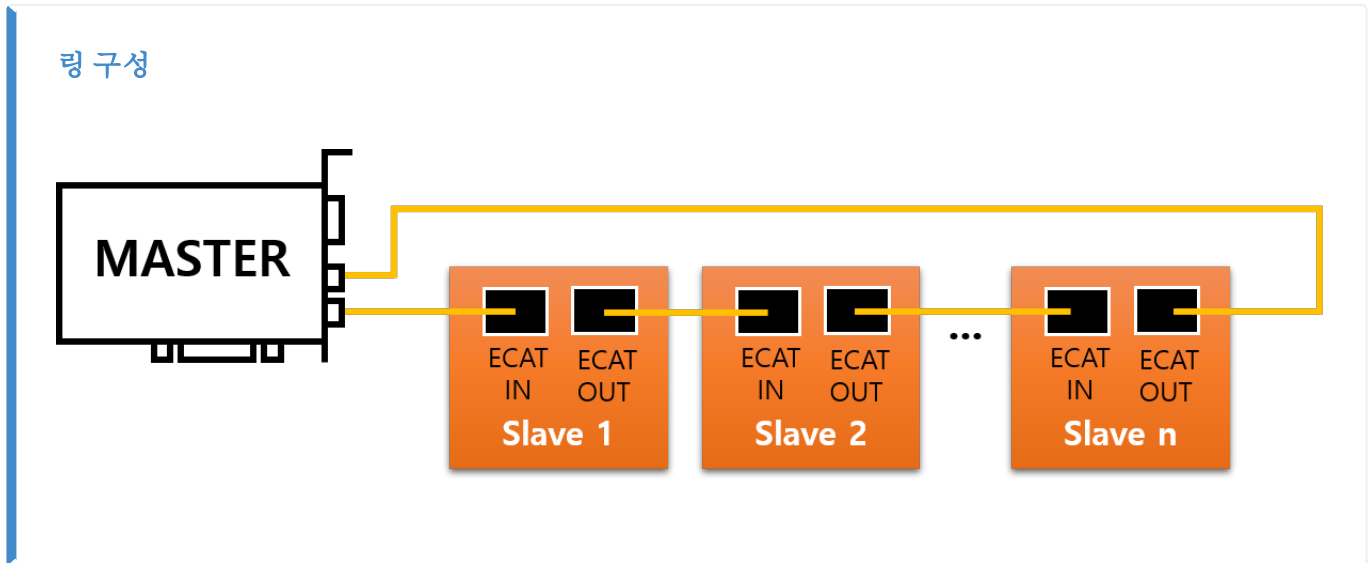 링 구성
MASTER
ECAT
IN
ECAT
OUT
Slave 1
ECAT
IN
ECAT
OUT
Slave 2
...
ECAT
IN
ECAT
OUT
Slave n